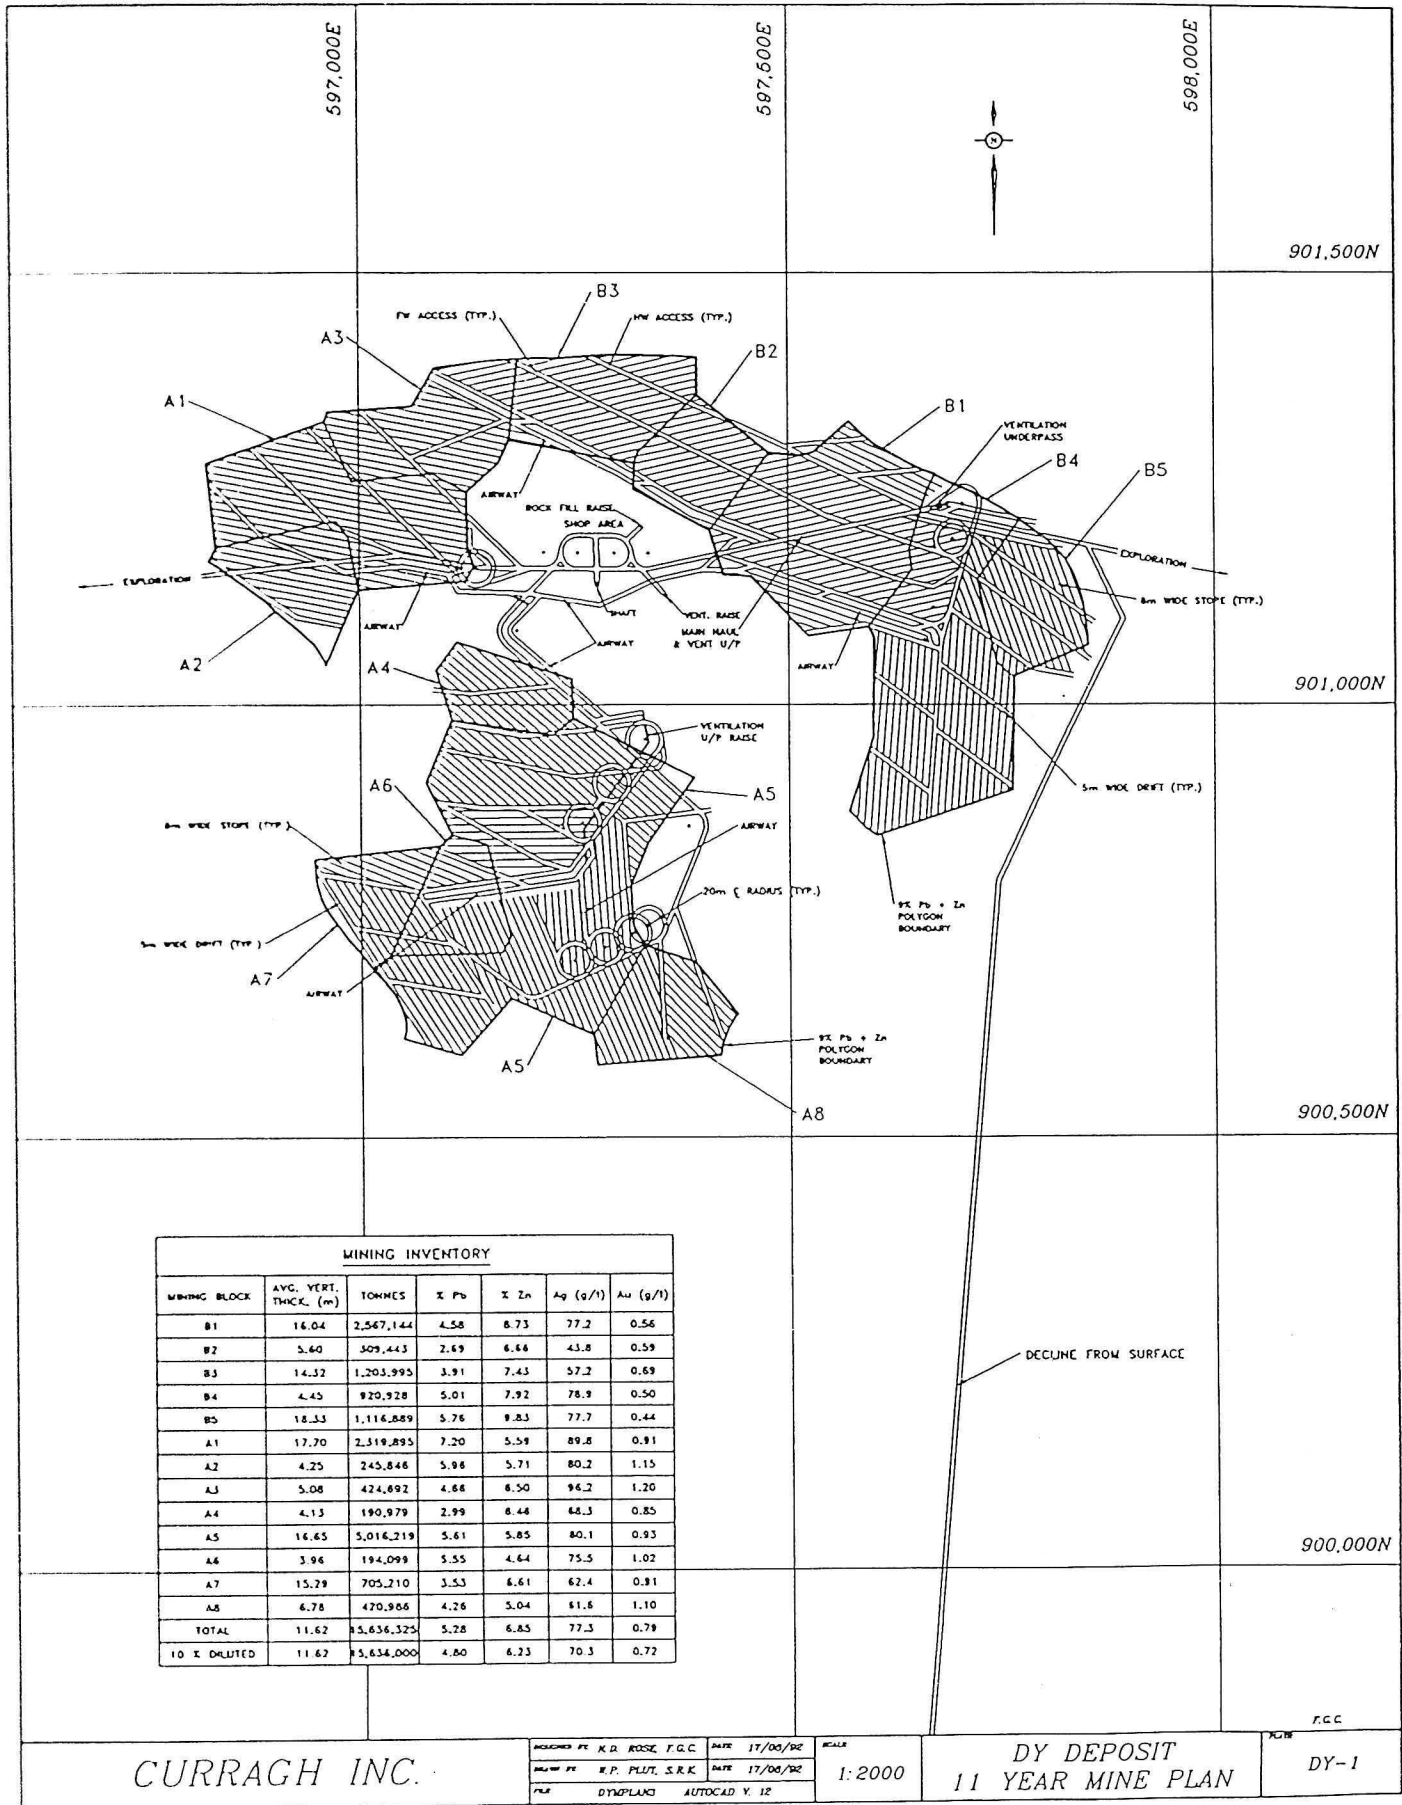 597,000E
597,500E
598,000E
N
901,500N
B3
FW ACCESS (TYP.)
HW ACCESS (TYP.)
A3
B2
A1
B1
VENTILATION
UNDERPASS
B4
B5
AIRWAY
ROCK FILL RAISE
SHOP AREA
EXPLORATION
EXPLORATION
8m WIDE STOPE (TYP.)
SHAFT
VENT. RAISE
AIRWAY
MAIN HAUL
& VENT U/P
AIRWAY
A2
A4
AIRWAY
901,000N
VENTILATION
U/P RAISE
A6
A5
5m WIDE DRIFT (TYP.)
8m WIDE STOPE (TYP.)
AIRWAY
20m ℄ RADIUS (TYP.)
9% Pb + Zn
POLYGON
BOUNDARY
5m WIDE DRIFT (TYP.)
A7
AIRWAY
9% Pb + Zn
POLYGON
BOUNDARY
A5
A8
900,500N
MINING INVENTORY
MINING BLOCK AVG. VERT. THICK. (m) TONNES % Pb % Zn Ag (g/t) Au (g/t)
B1 16.04 2,567,144 4.58 8.73 77.2 0.56
B2 5.60 309,443 2.69 6.66 43.8 0.59
B3 14.32 1,203,995 3.91 7.43 57.2 0.69
B4 4.45 920,928 5.01 7.92 78.9 0.50
B5 18.33 1,116,889 5.76 9.83 77.7 0.44
A1 17.70 2,319,895 7.20 5.59 89.8 0.91
A2 4.25 245,846 5.96 5.71 80.2 1.15
A3 5.08 424,692 4.66 6.50 96.2 1.20
A4 4.13 190,979 2.99 6.46 68.3 0.85
A5 16.65 5,016,219 5.61 5.85 80.1 0.93
A6 3.96 194,099 5.55 4.64 75.5 1.02
A7 15.29 705,210 3.53 6.61 62.4 0.91
A8 6.78 470,986 4.26 5.04 61.6 1.10
TOTAL 11.62 15,636,325 5.28 6.85 77.3 0.79
10 % DILUTED 11.62 15,634,000 4.80 6.23 70.3 0.72
DECLINE FROM SURFACE
900,000N
F.G.C.
CURRAGH INC.
DESIGNED BY K.D. ROSE, F.G.C. DATE 17/06/92
DRAWN BY R.P. PLUT, S.R.K. DATE 17/06/92
FILE AUTOCAD V. 12
SCALE
1:2000
DY DEPOSIT
11 YEAR MINE PLAN
PLATE
DY-1